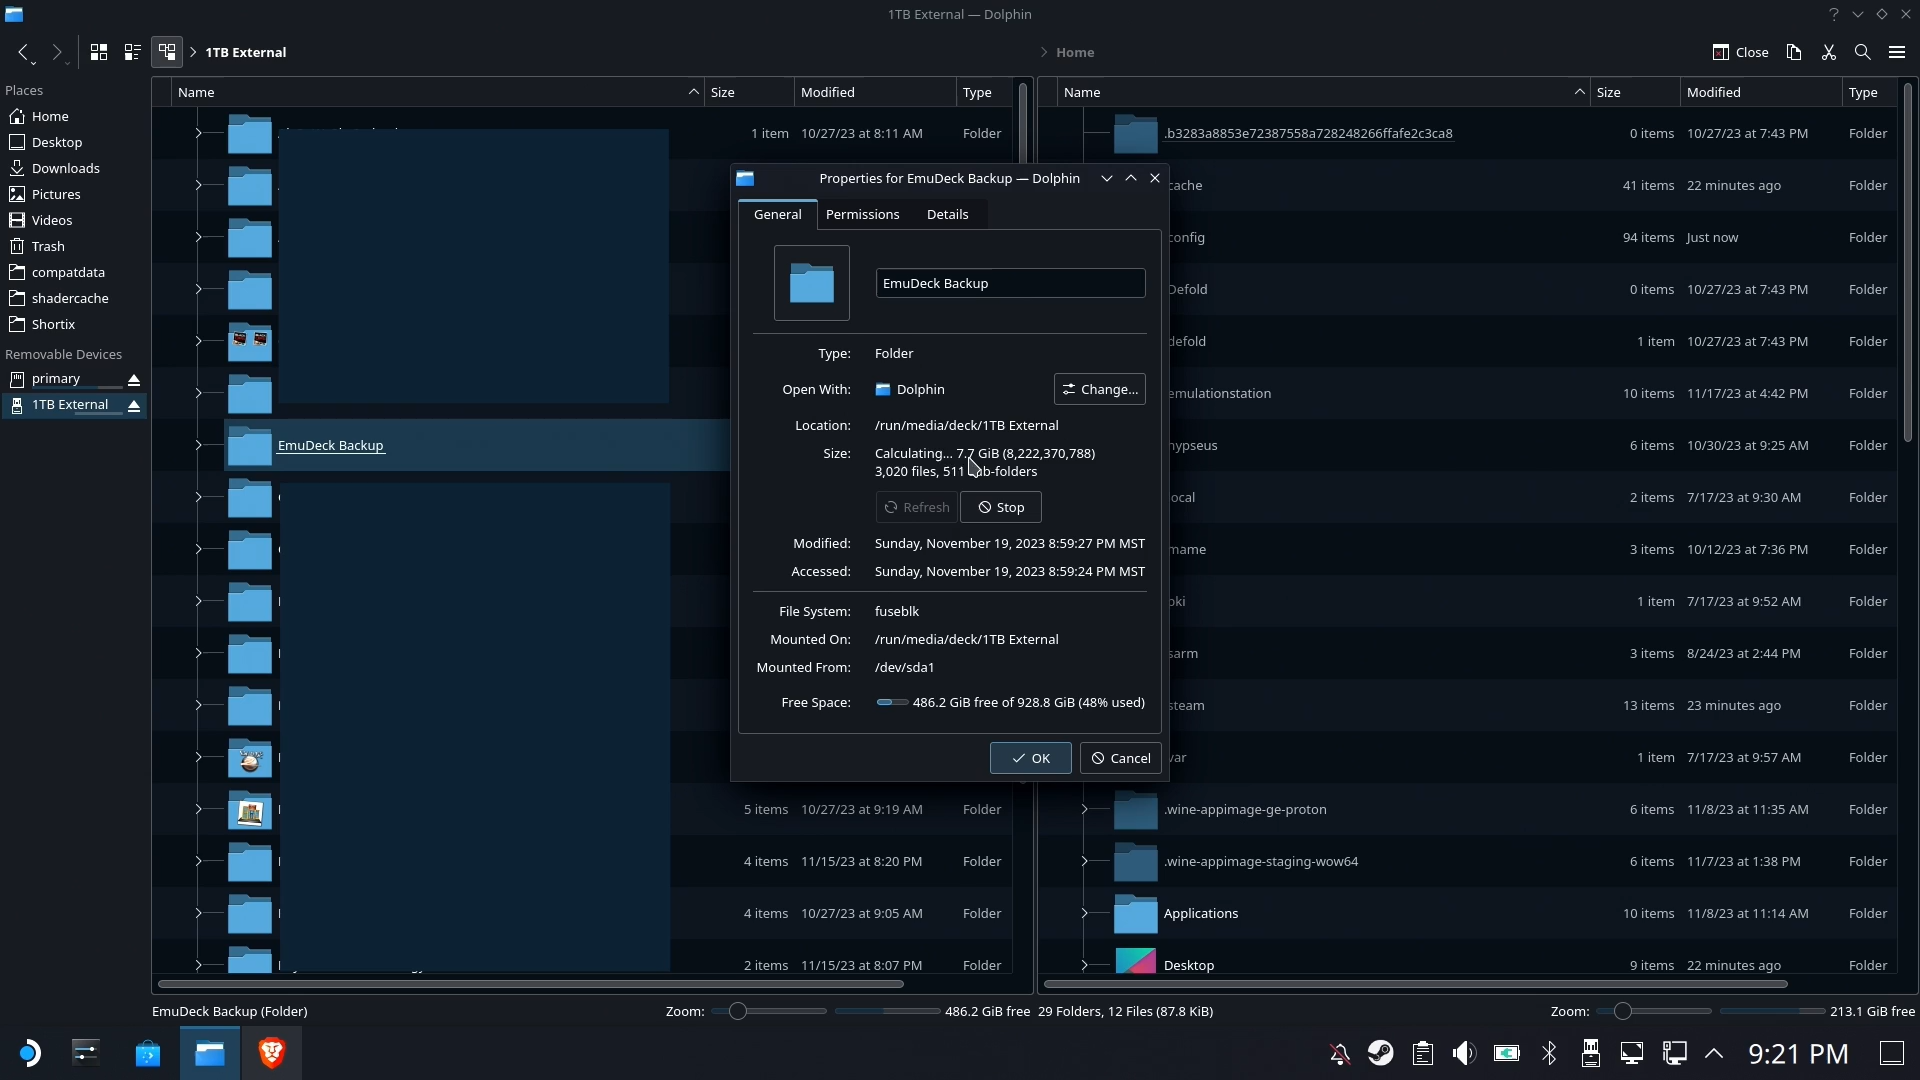 1TB External — Dolphin
1TB External
Home
Close
Places
Home
Desktop
Downloads
Pictures
Videos
Trash
compatdata
shadercache
Shortix
Removable Devices
primary
1TB External
Name Size Modified Type
1 item 10/27/23 at 8:11 AM Folder
EmuDeck Backup
5 items 10/27/23 at 9:19 AM Folder
4 items 11/15/23 at 8:20 PM Folder
4 items 10/27/23 at 9:05 AM Folder
2 items 11/15/23 at 8:07 PM Folder
EmuDeck Backup (Folder)
Zoom:
486.2 GiB free
Properties for EmuDeck Backup — Dolphin
General Permissions Details
EmuDeck Backup
Type: Folder
Open With: Dolphin Change...
Location: /run/media/deck/1TB External
Size: Calculating... 7.7 GiB (8,222,370,788)
3,020 files, 511
Refresh Stop
Modified: Sunday, November 19, 2023 8:59:27 PM MST
Accessed: Sunday, November 19, 2023 8:59:24 PM MST
File System: fuseblk
Mounted On: /run/media/deck/1TB External
Mounted From: /dev/sda1
Free Space: 486.2 GiB free of 928.8 GiB (48% used)
OK Cancel
Name Size Modified Type
.b3283a8853e72387558a728248266ffafe2c3ca8 0 items 10/27/23 at 7:43 PM Folder
cache 41 items 22 minutes ago Folder
config 94 items Just now Folder
Defold 0 items 10/27/23 at 7:43 PM Folder
defold 1 item 10/27/23 at 7:43 PM Folder
emulationstation 10 items 11/17/23 at 4:42 PM Folder
hypseus 6 items 10/30/23 at 9:25 AM Folder
ocal 2 items 7/17/23 at 9:30 AM Folder
mame 3 items 10/12/23 at 7:36 PM Folder
pki 1 item 7/17/23 at 9:52 AM Folder
sarm 3 items 8/24/23 at 2:44 PM Folder
steam 13 items 23 minutes ago Folder
var 1 item 7/17/23 at 9:57 AM Folder
.wine-appimage-ge-proton 6 items 11/8/23 at 11:35 AM Folder
.wine-appimage-staging-wow64 6 items 11/7/23 at 1:38 PM Folder
Applications 10 items 11/8/23 at 11:14 AM Folder
Desktop 9 items 22 minutes ago Folder
29 Folders, 12 Files (87.8 KiB)
Zoom:
213.1 GiB free
9:21 PM